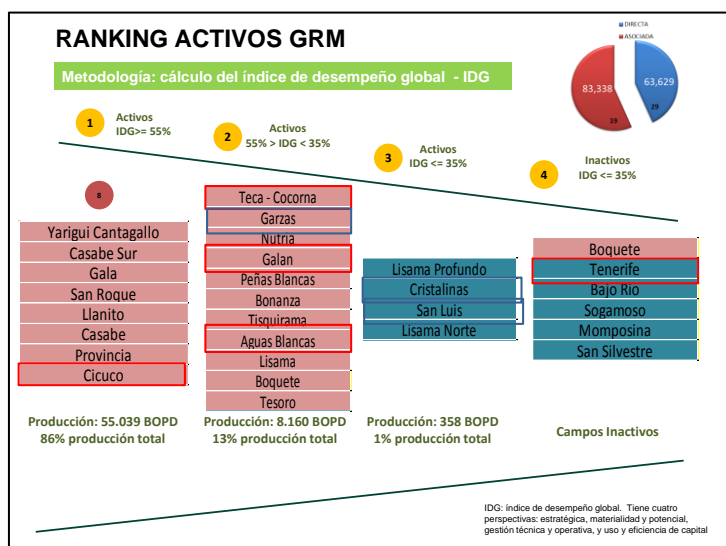 RANKING ACTIVOS GRM
Metodología: cálculo del índice de desempeño global - IDG
DIRECTA
ASOCIADA
83,338
63,629
19
29
1
Activos
IDG>= 55%
2
Activos
55% > IDG < 35%
3
Activos
IDG <= 35%
4
Inactivos
IDG <= 35%
8
Yarigui Cantagallo
Casabe Sur
Gala
San Roque
Llanito
Casabe
Provincia
Cicuco
Teca - Cocorna
Garzas
Nutria
Galan
Peñas Blancas
Bonanza
Tisquirama
Aguas Blancas
Lisama
Boquete
Tesoro
Lisama Profundo
Cristalinas
San Luis
Lisama Norte
Boquete
Tenerife
Bajo Rio
Sogamoso
Momposina
San Silvestre
Producción: 55.039 BOPD
86% producción total
Producción: 8.160 BOPD
13% producción total
Producción: 358 BOPD
1% producción total
Campos Inactivos
IDG: índice de desempeño global. Tiene cuatro
perspectivas: estratégica, materialidad y potencial,
gestión técnica y operativa, y uso y eficiencia de capital